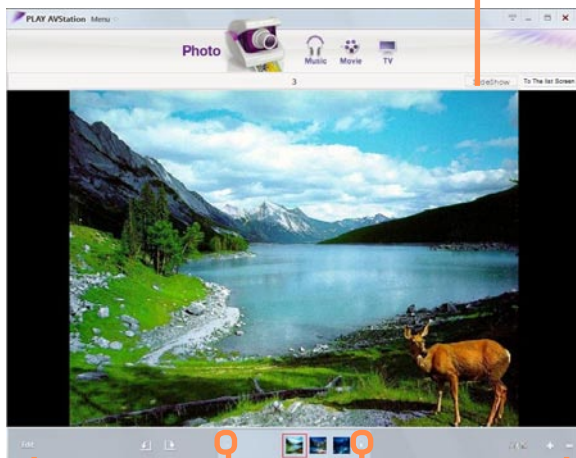 PLAY AVStation Menu
Photo
Music Movie TV
3
SlideShow To The list Screen